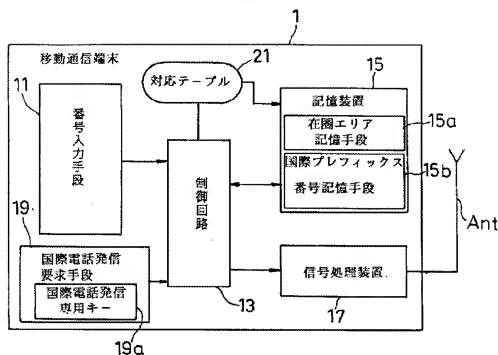 1
移動通信端末
21
対応テーブル
11
番号入力手段
15
記憶装置
在圏エリア
記憶手段
15a
国際プレフィックス
番号記憶手段
15b
制御回路
13
Ant
19
国際電話発信
要求手段
国際電話発信
専用キー
19a
信号処理装置
17